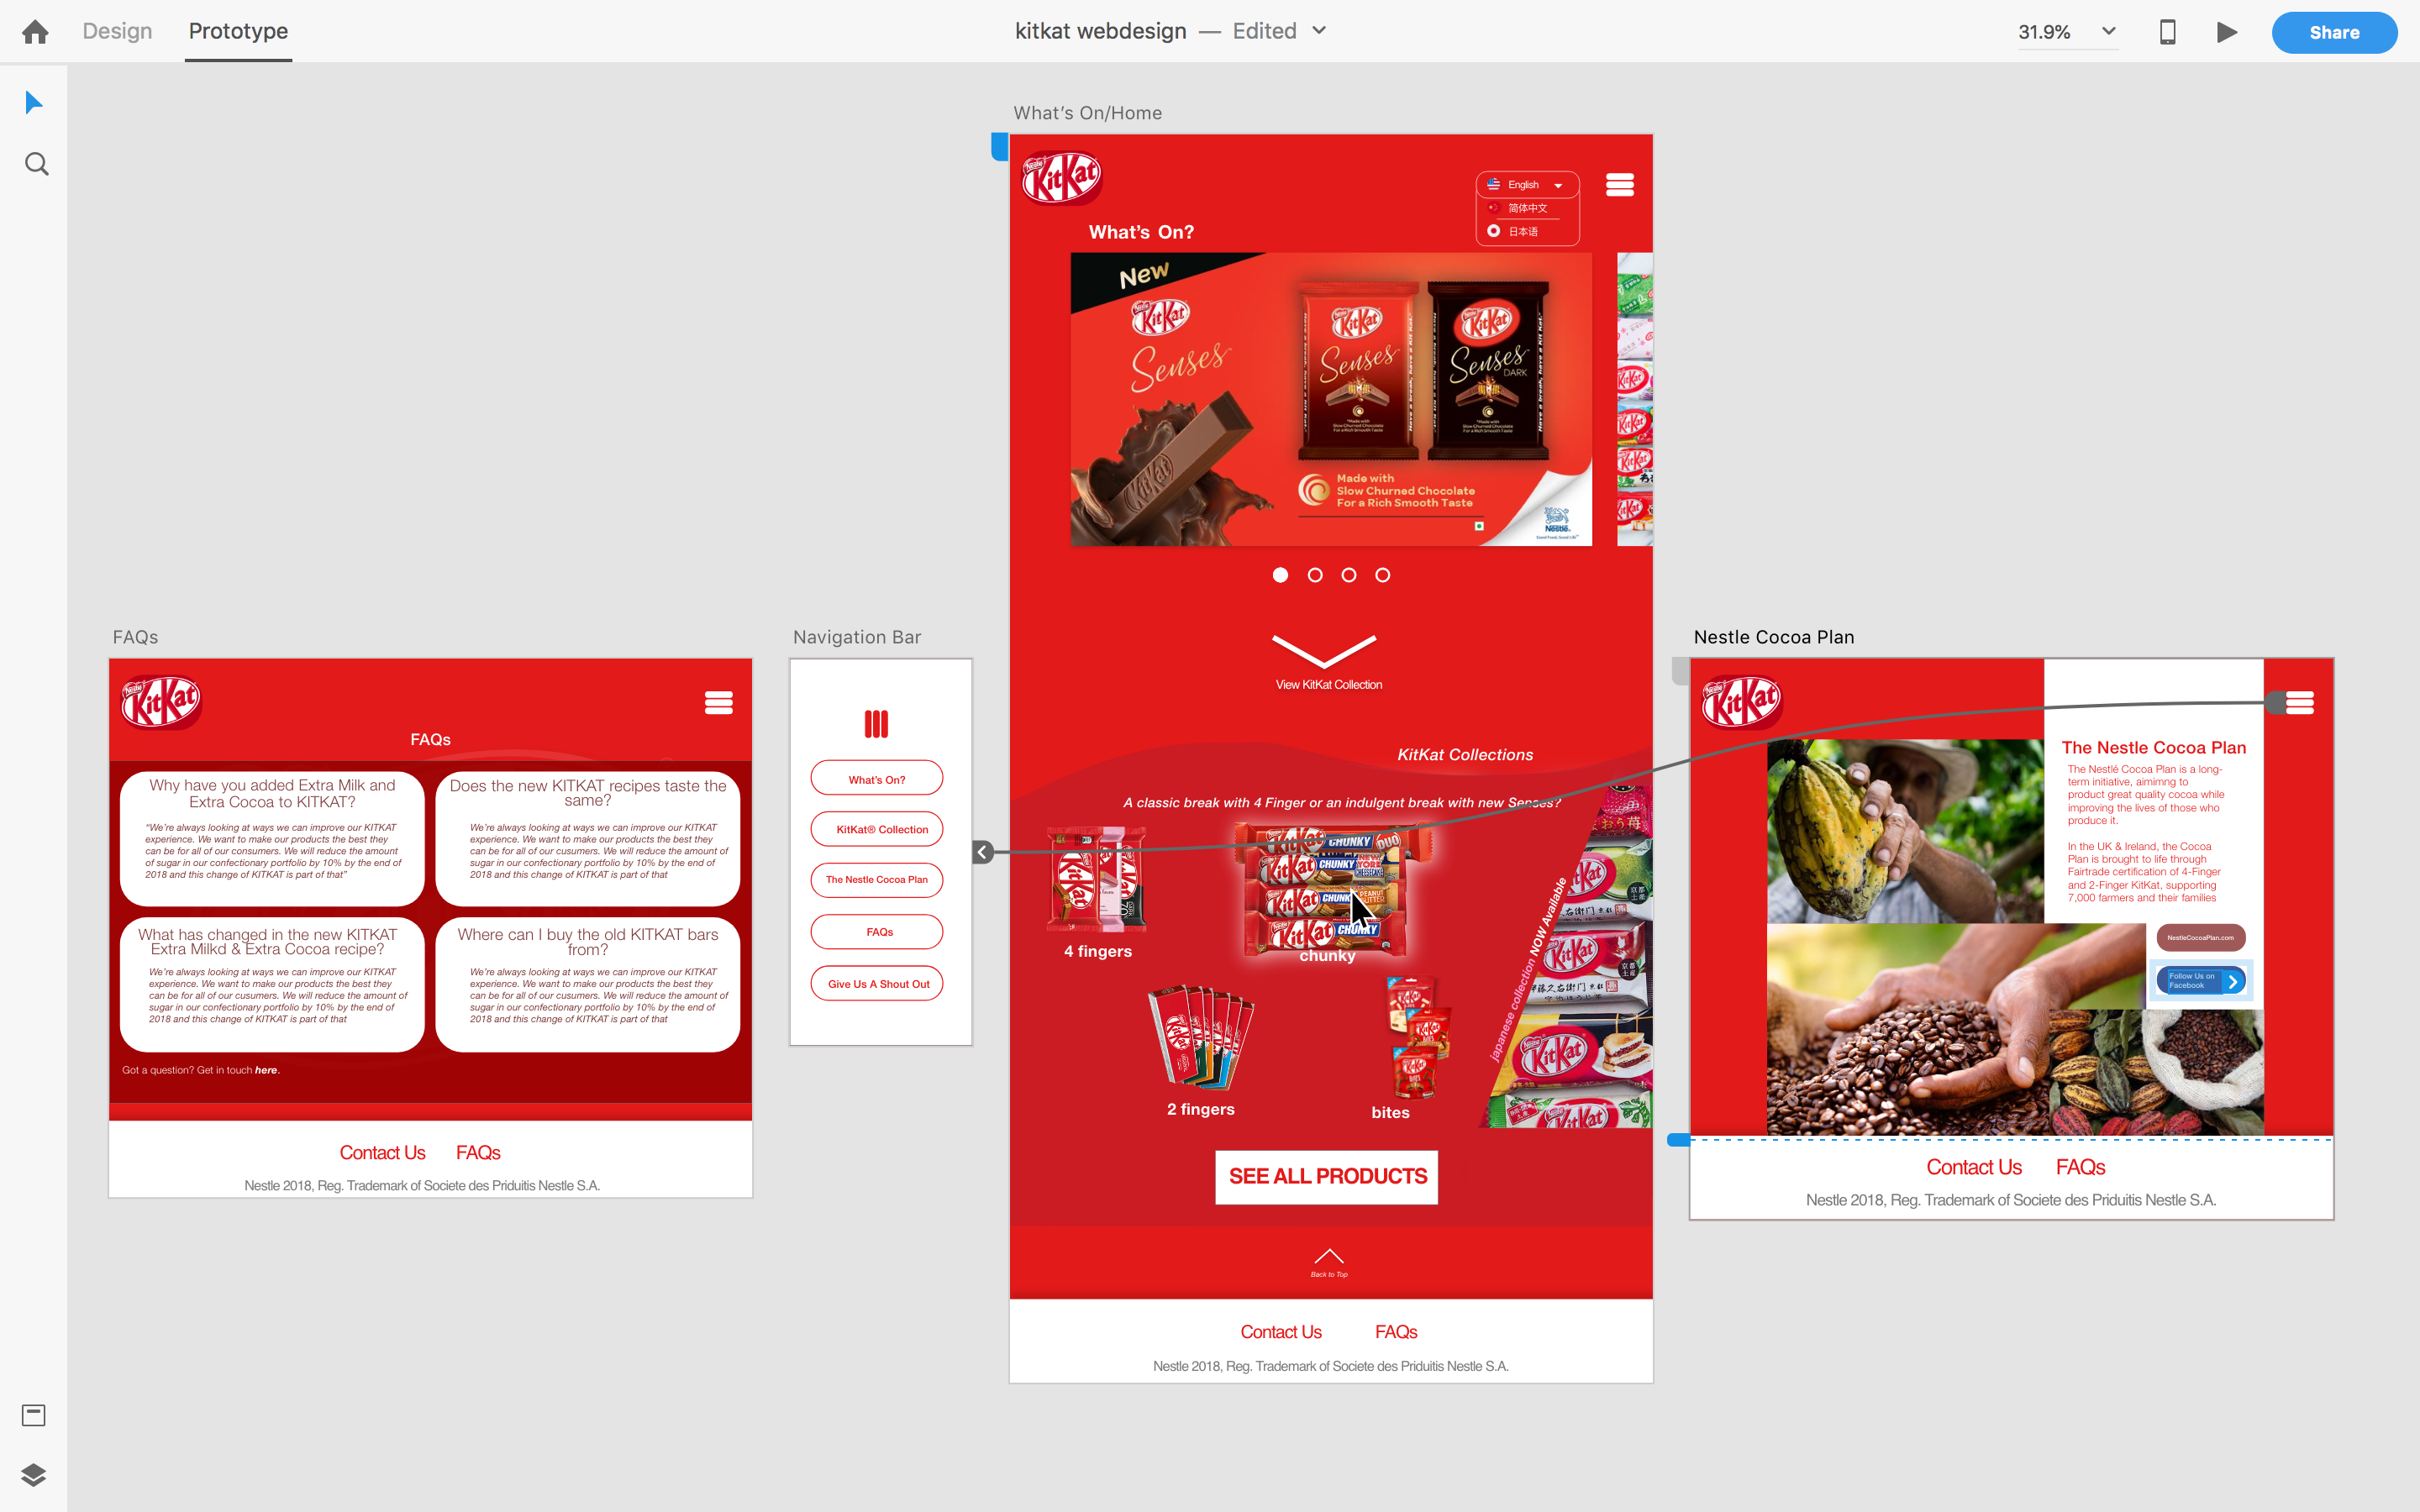 Design
Prototype
kitkat webdesign — Edited
31.9%
Share
What's On/Home
Nestle
KitKat
English
简体中文
日本语
What's On?
New
KitKat
Senses
KitKat
Senses
KitKat
Senses
DARK
KitKat
Made with
Slow Churned Chocolate
For a Rich Smooth Taste
Nestle
View KitKat Collection
KitKat Collections
A classic break with 4 Finger or an indulgent break with new Senses?
KitKat CHUNKY DUO
KitKat CHUNKY NEW YORK CHEESECAKE
KitKat CHUNKY PEANUT BUTTER
KitKat CHUNKY
4 fingers
chunky
2 fingers
bites
japanese collection NOW Available
KitKat
KitKat
KitKat
KitKat
SEE ALL PRODUCTS
Back to Top
Contact Us FAQs
Nestle 2018, Reg. Trademark of Societe des Priduitis Nestle S.A.
FAQs
KitKat
FAQs
Why have you added Extra Milk and
Extra Cocoa to KITKAT?
“We're always looking at ways we can improve our KITKAT
experience. We want to make our products the best they
can be for all of our consumers. We will reduce the amount
of sugar in our confectionary portfolio by 10% by the end of
2018 and this change of KITKAT is part of that”
Does the new KITKAT recipes taste the
same?
We're always looking at ways we can improve our KITKAT
experience. We want to make our products the best they
can be for all of our cusumers. We will reduce the amount of
sugar in our confectionary portfolio by 10% by the end of
2018 and this change of KITKAT is part of that
What has changed in the new KITKAT
Extra Milkd & Extra Cocoa recipe?
We're always looking at ways we can improve our KITKAT
experience. We want to make our products the best they
can be for all of our cusumers. We will reduce the amount of
sugar in our confectionary portfolio by 10% by the end of
2018 and this change of KITKAT is part of that
Where can I buy the old KITKAT bars
from?
We're always looking at ways we can improve our KITKAT
experience. We want to make our products the best they
can be for all of our cusumers. We will reduce the amount of
sugar in our confectionary portfolio by 10% by the end of
2018 and this change of KITKAT is part of that
Got a question? Get in touch here.
Contact Us FAQs
Nestle 2018, Reg. Trademark of Societe des Priduitis Nestle S.A.
Navigation Bar
What's On?
KitKat® Collection
The Nestle Cocoa Plan
FAQs
Give Us A Shout Out
Nestle Cocoa Plan
KitKat
The Nestle Cocoa Plan
The Nestlé Cocoa Plan is a long-
term initiative, aimimng to
product great quality cocoa while
improving the lives of those who
produce it.
In the UK & Ireland, the Cocoa
Plan is brought to life through
Fairtrade certification of 4-Finger
and 2-Finger KitKat, supporting
7,000 farmers and their families
NestleCocoaPlan.com
Follow Us on
Facebook
Contact Us FAQs
Nestle 2018, Reg. Trademark of Societe des Priduitis Nestle S.A.